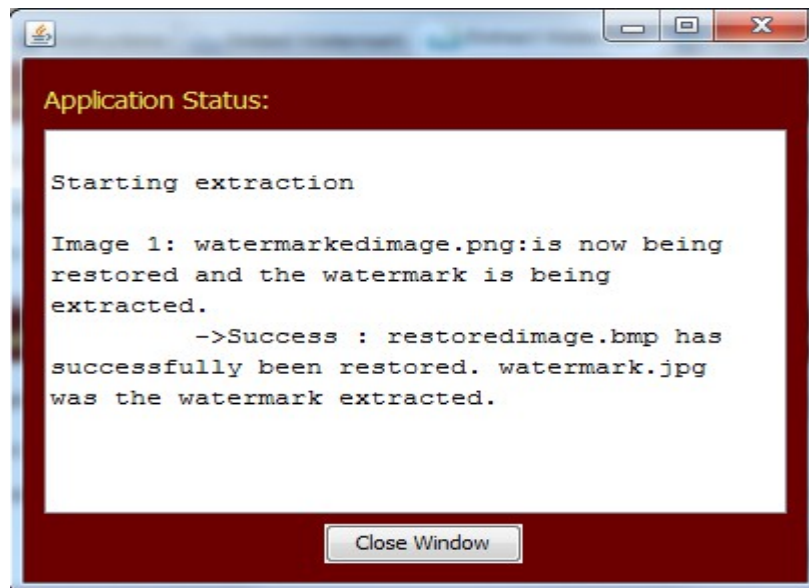 Application Status:
Starting extraction
Image 1: watermarkedimage.png:is now being
restored and the watermark is being
extracted.
->Success : restoredimage.bmp has
successfully been restored. watermark.jpg
was the watermark extracted.
Close Window